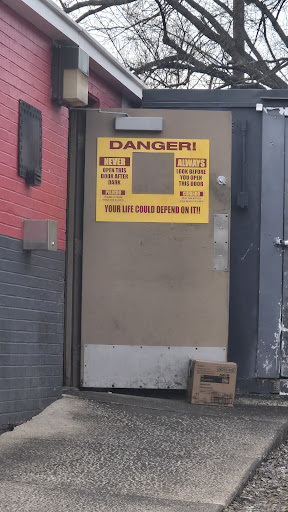 DANGER!
NEVER
OPEN THIS
DOOR AFTER
DARK
PELIGRO
ALWAYS
LOOK BEFORE
YOU OPEN
THIS DOOR
YOUR LIFE COULD DEPEND ON IT!!